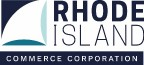 RHODE
ISLAND
COMMERCE CORPORATION